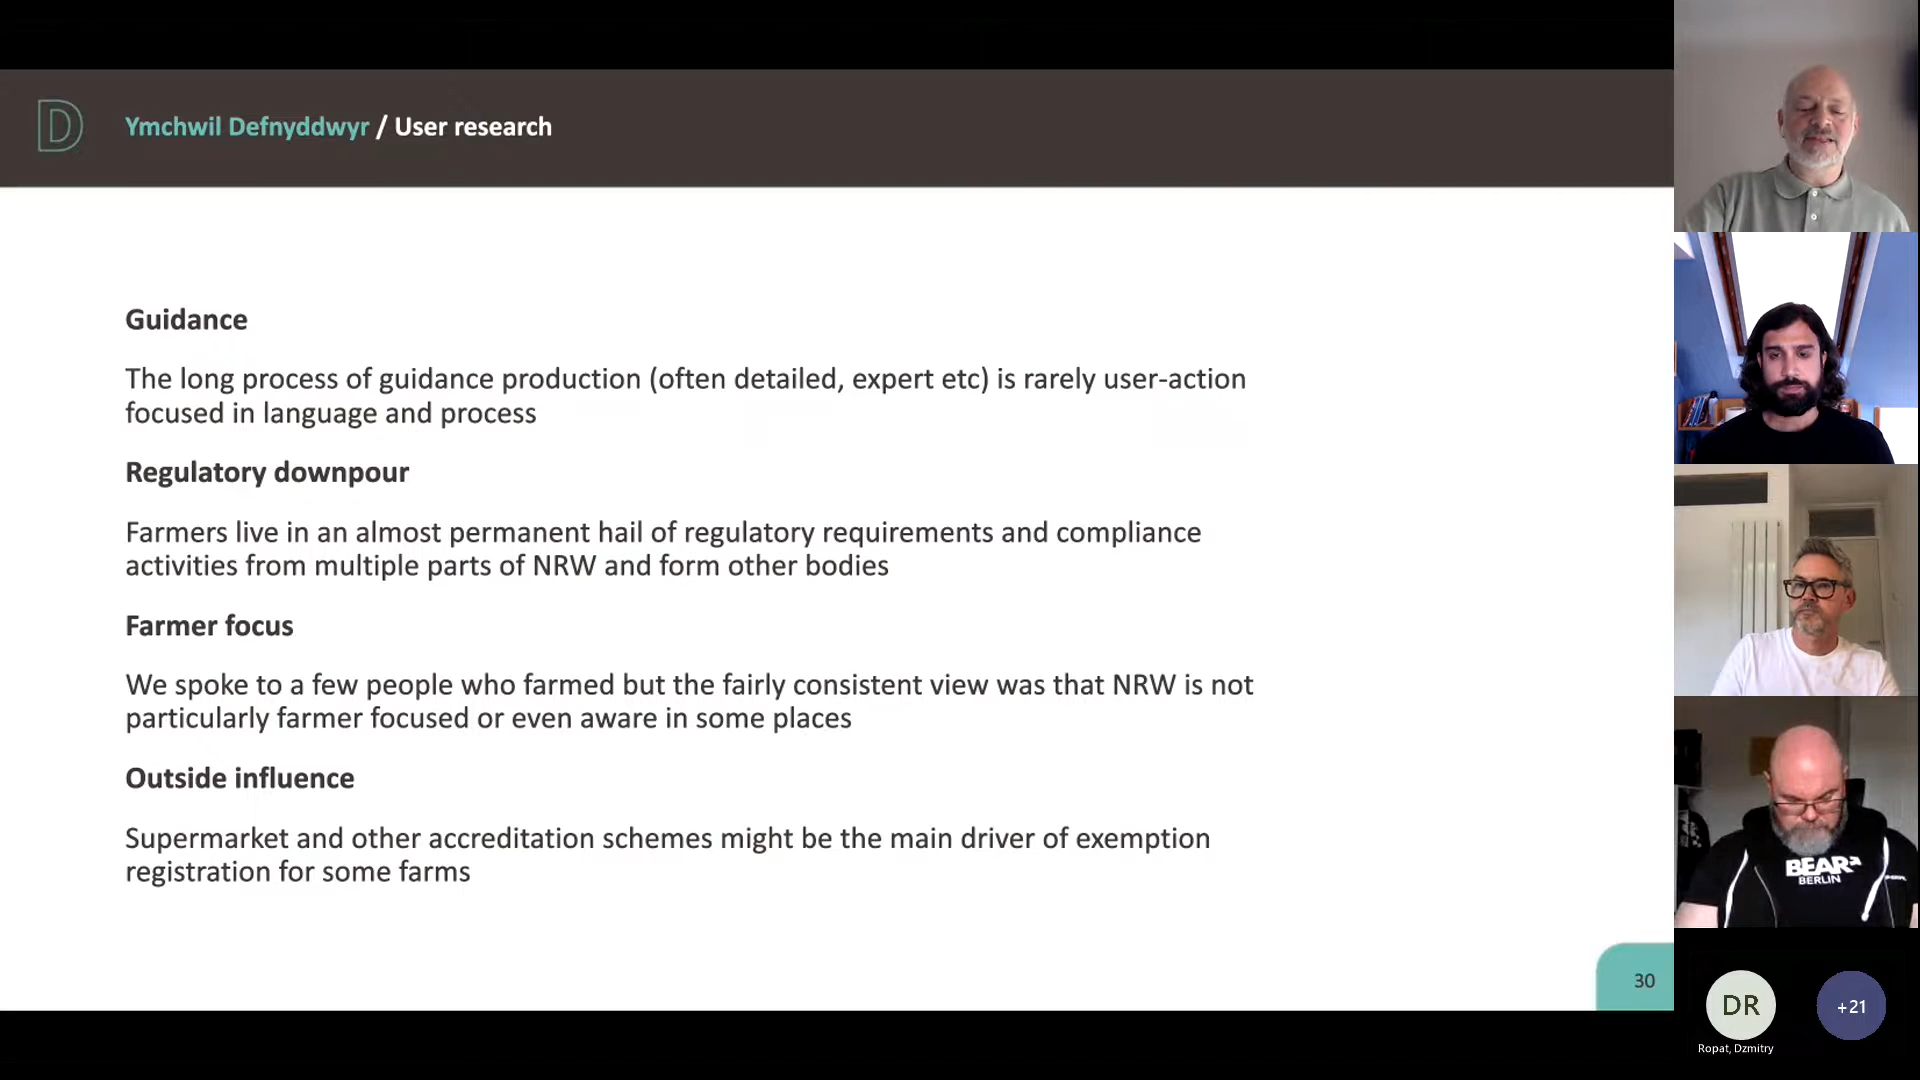 D
Ymchwil Defnyddwyr / User research
Guidance
The long process of guidance production (often detailed, expert etc) is rarely user-action
focused in language and process
Regulatory downpour
Farmers live in an almost permanent hail of regulatory requirements and compliance
activities from multiple parts of NRW and form other bodies
Farmer focus
We spoke to a few people who farmed but the fairly consistent view was that NRW is not
particularly farmer focused or even aware in some places
Outside influence
Supermarket and other accreditation schemes might be the main driver of exemption
registration for some farms
30
BEAR
BERLIN
DR
+21
Ropat, Dzmitry